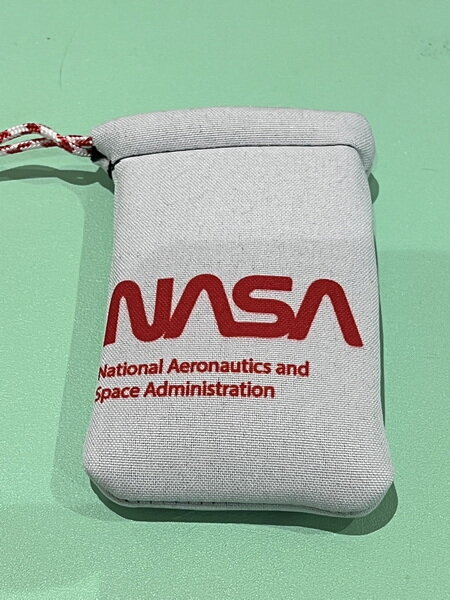 NASA
National Aeronautics and
Space Administration